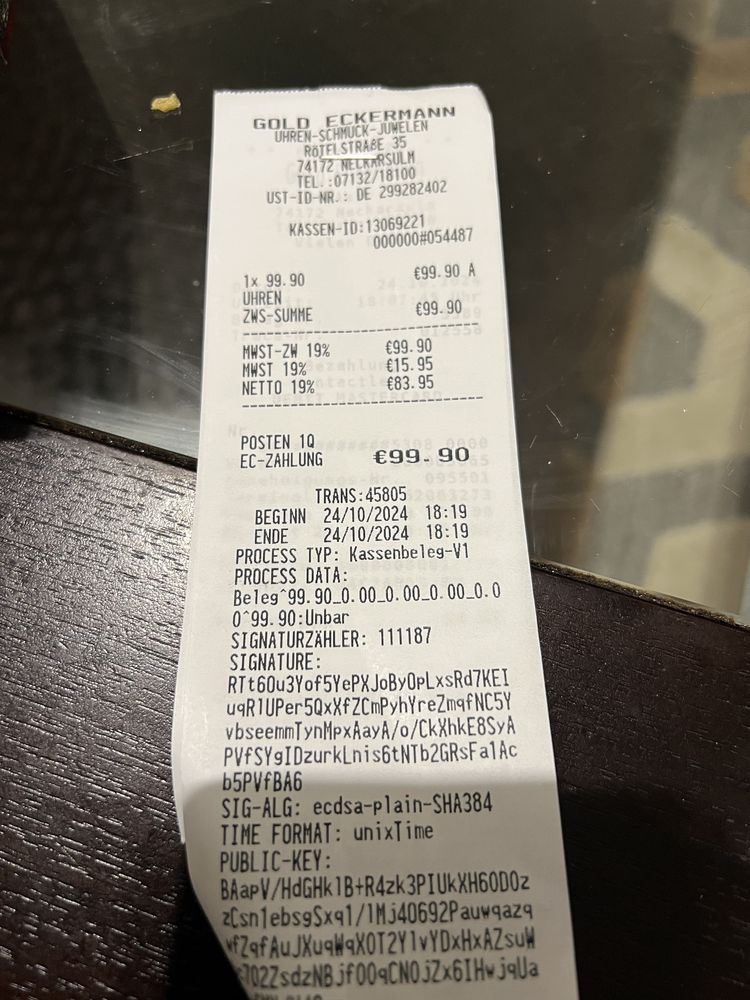 GOLD ECKERMANN
UHREN-SCHMUCK-JUWELEN
RÖTELSTRAßE 35
74172 NECKARSULM
TEL.:07132/18100
UST-ID-NR.: DE 299282402
KASSEN-ID:13069221
000000#054487
1x 99.90 €99.90 A
UHREN
ZWS-SUMME €99.90
MWST-ZW 19% €99.90
MWST 19% €15.95
NETTO 19% €83.95
POSTEN 1Q
EC-ZAHLUNG €99.90
TRANS:45805
BEGINN 24/10/2024 18:19
ENDE 24/10/2024 18:19
PROCESS TYP: Kassenbeleg-V1
PROCESS DATA:
Beleg^99.90_0.00_0.00_0.00_0.0
0^99.90:Unbar
SIGNATURZÄHLER: 111187
SIGNATURE:
RTt60u3Yof5YePXJoByOpLxsRd7KEI
uqR1UPer5QxXfZCmPyhYreZmqfNC5Y
vbseemmTynMpxAayA/o/CkXhkE8SyA
PVfSYgIDzurkLnis6tNTb2GRsFa1Ac
b5PVfBA6
SIG-ALG: ecdsa-plain-SHA384
TIME FORMAT: unixTime
PUBLIC-KEY:
BAapV/HdGHk1B+R4zk3PIUkXH60D0z
zCsn1ebsgSxq1/1Mj40692Pauwqazq
wfZqfAuJXuqWqX0T2Y1vYDxHxAZsuW
702ZsdzNBjf00qCN0jZx6IHwjqUa